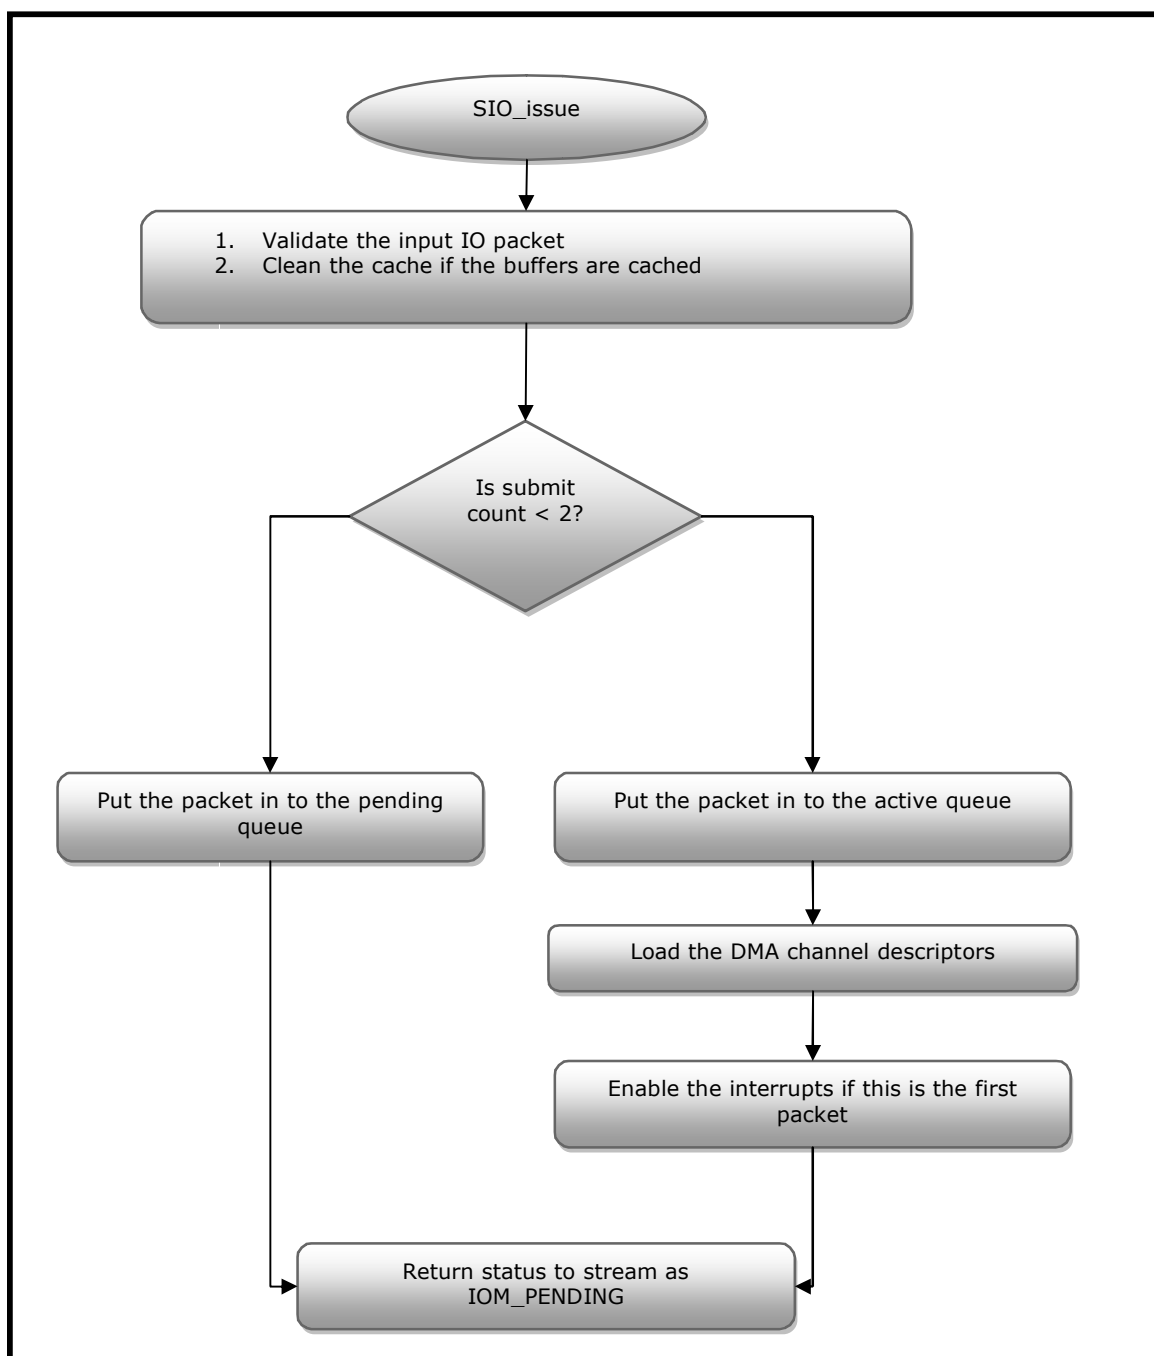 SIO_issue
1. Validate the input IO packet
2. Clean the cache if the buffers are cached
Is submit
count < 2?
Put the packet in to the pending
queue
Put the packet in to the active queue
Load the DMA channel descriptors
Enable the interrupts if this is the first
packet
Return status to stream as
IOM_PENDING